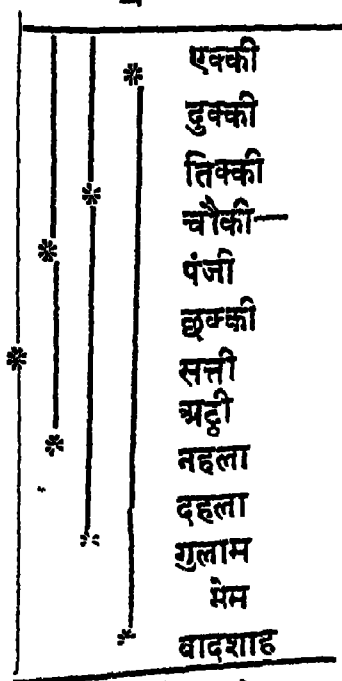 एक्की
दुक्की
तिक्की
चौकी—
पंजी
छक्की
सत्ती
अट्ठी
नहला
दहला
गुलाम
मेम
बादशाह